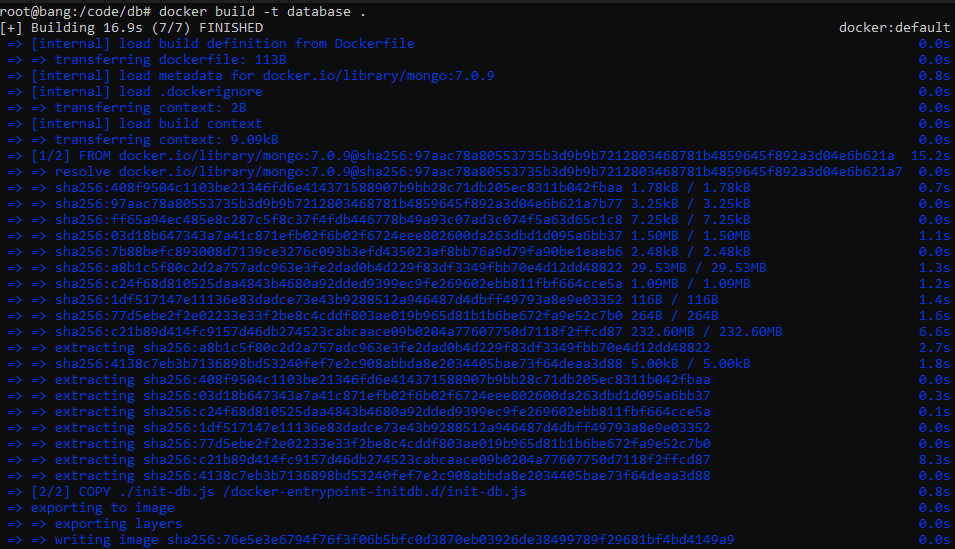 root@bang:/code/db# docker build -t database .
[+] Building 16.9s (7/7) FINISHED docker:default
=> [internal] load build definition from Dockerfile 0.0s
=> => transferring dockerfile: 113B 0.0s
=> [internal] load metadata for docker.io/library/mongo:7.0.9 0.8s
=> [internal] load .dockerignore 0.0s
=> => transferring context: 2B 0.0s
=> [internal] load build context 0.0s
=> => transferring context: 9.09kB 0.0s
=> [1/2] FROM docker.io/library/mongo:7.0.9@sha256:97aac78a80553735b3d9b9b7212803468781b4859645f892a3d04e6b621a 15.2s
=> => resolve docker.io/library/mongo:7.0.9@sha256:97aac78a80553735b3d9b9b7212803468781b4859645f892a3d04e6b621a7 0.0s
=> => sha256:408f9504c1103be21346fd6e414371588907b9bb28c71db205ec8311b042fbaa 1.78kB / 1.78kB 0.7s
=> => sha256:97aac78a80553735b3d9b9b7212803468781b4859645f892a3d04e6b621a7b77 3.25kB / 3.25kB 0.0s
=> => sha256:ff65a94ec485e8c287c5f8c37f4fdb446778b49a93c07ad3c074f5a63d65c1c8 7.25kB / 7.25kB 0.0s
=> => sha256:03d18b647343a7a41c871efb02f6b02f6724eee802600da263dbd1d095a6bb37 1.50MB / 1.50MB 1.1s
=> => sha256:7b88befc893008d7139ce3276c093b3efd435023af8bb76a9d79fa90be1eaeb6 2.48kB / 2.48kB 0.0s
=> => sha256:a8b1c5f80c2d2a757adc963e3fe2dad0b4d229f83df3349fbb70e4d12dd48822 29.53MB / 29.53MB 1.3s
=> => sha256:c24f68d810525daa4843b4680a92dded9399ec9fe269602ebb811fbf664cce5a 1.09MB / 1.09MB 1.2s
=> => sha256:1df517147e11136e83dadce73e43b9288512a946487d4dbff49793a8e9e03352 116B / 116B 1.4s
=> => sha256:77d5ebe2f2e02233e33f2be8c4cddf803ae019b965d81b1b6be672fa9e52c7b0 264B / 264B 1.6s
=> => sha256:c21b89d414fc9157d46db274523cabcaace09b0204a77607750d7118f2ffcd87 232.60MB / 232.60MB 6.6s
=> => extracting sha256:a8b1c5f80c2d2a757adc963e3fe2dad0b4d229f83df3349fbb70e4d12dd48822 2.7s
=> => sha256:4138c7eb3b7136898bd53240fef7e2c908abbda8e2034405bae73f64deaa3d88 5.00kB / 5.00kB 1.8s
=> => extracting sha256:408f9504c1103be21346fd6e414371588907b9bb28c71db205ec8311b042fbaa 0.0s
=> => extracting sha256:03d18b647343a7a41c871efb02f6b02f6724eee802600da263dbd1d095a6bb37 0.3s
=> => extracting sha256:c24f68d810525daa4843b4680a92dded9399ec9fe269602ebb811fbf664cce5a 0.1s
=> => extracting sha256:1df517147e11136e83dadce73e43b9288512a946487d4dbff49793a8e9e03352 0.0s
=> => extracting sha256:77d5ebe2f2e02233e33f2be8c4cddf803ae019b965d81b1b6be672fa9e52c7b0 0.0s
=> => extracting sha256:c21b89d414fc9157d46db274523cabcaace09b0204a77607750d7118f2ffcd87 8.3s
=> => extracting sha256:4138c7eb3b7136898bd53240fef7e2c908abbda8e2034405bae73f64deaa3d88 0.0s
=> [2/2] COPY ./init-db.js /docker-entrypoint-initdb.d/init-db.js 0.8s
=> exporting to image 0.0s
=> => exporting layers 0.0s
=> => writing image sha256:76e5e3e6794f76f3f06b5bfc0d3870eb03926de38499789f29681bf4bd4149a9 0.0s